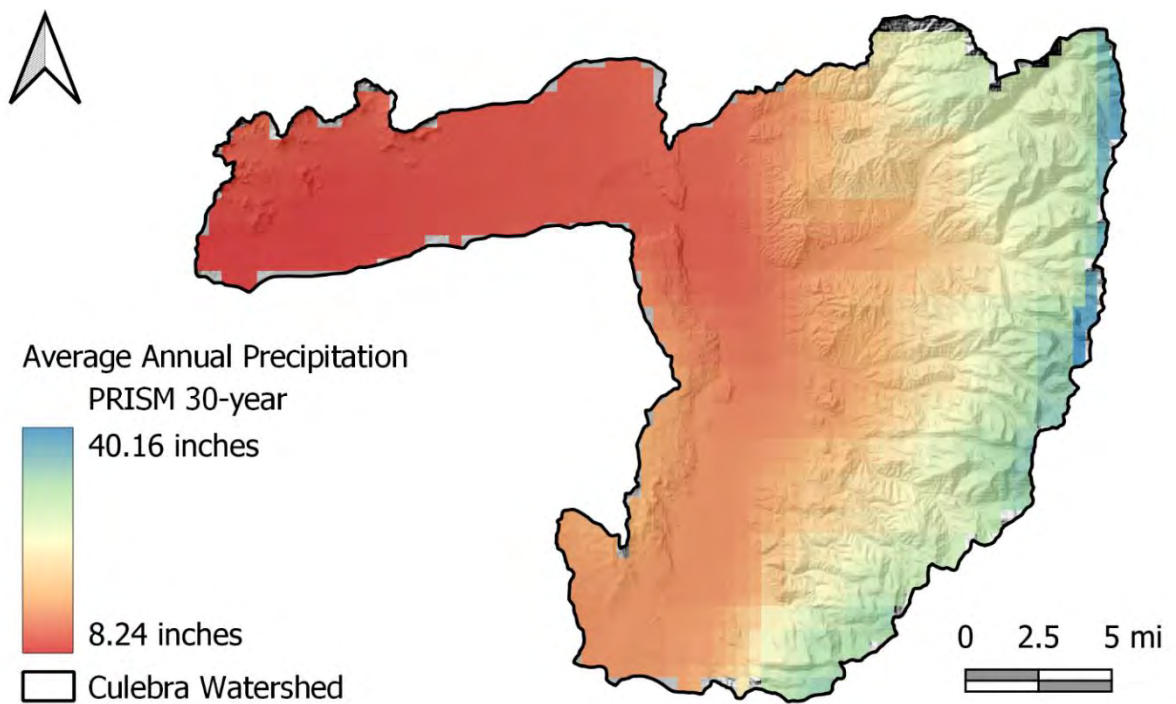 Average Annual Precipitation
PRISM 30-year
40.16 inches
8.24 inches
Culebra Watershed
0 2.5 5 mi